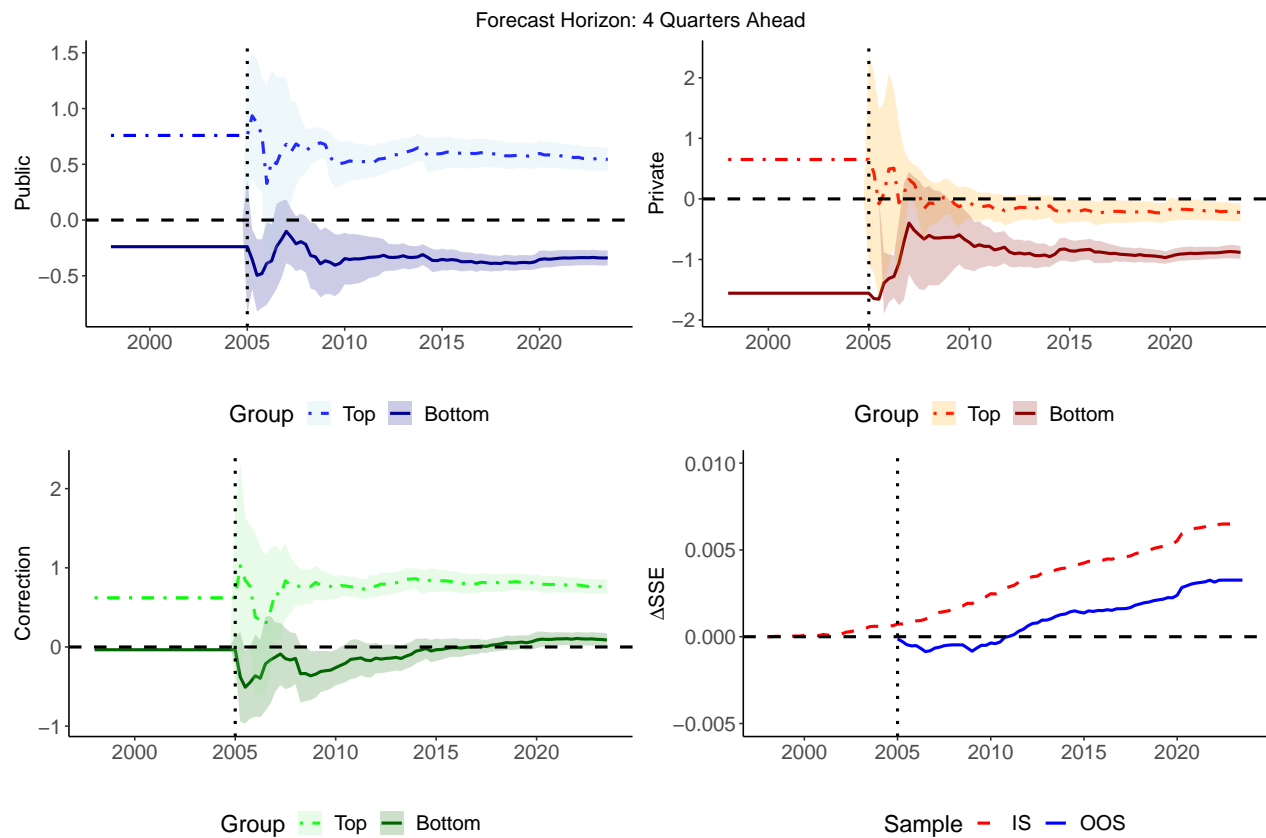 Forecast Horizon: 4 Quarters Ahead
Public
1.5
1.0
0.5
0.0
−0.5
2000 2005 2010 2015 2020
Group Top Bottom
Private
2
1
0
−1
−2
2000 2005 2010 2015 2020
Group Top Bottom
Correction
2
1
0
−1
2000 2005 2010 2015 2020
Group Top Bottom
ΔSSE
0.010
0.005
0.000
−0.005
2000 2005 2010 2015 2020
Sample IS OOS